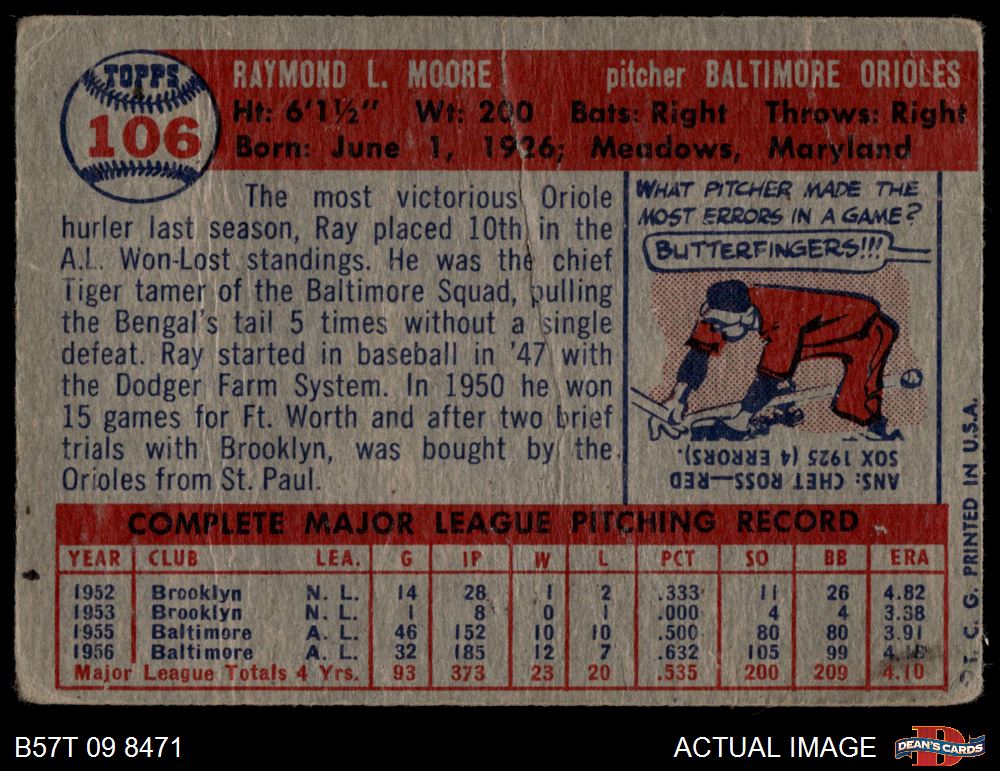 TOPPS
106
RAYMOND L. MOORE pitcher BALTIMORE ORIOLES
Ht: 6'1½" Wt: 200 Bats: Right Throws: Right
Born: June 1, 1926; Meadows, Maryland
The most victorious Oriole
hurler last season, Ray placed 10th in the
A.L. Won-Lost standings. He was the chief
Tiger tamer of the Baltimore Squad, pulling
the Bengal's tail 5 times without a single
defeat. Ray started in baseball in '47 with
the Dodger Farm System. In 1950 he won
15 games for Ft. Worth and after two brief
trials with Brooklyn, was bought by the
Orioles from St. Paul.
WHAT PITCHER MADE THE
MOST ERRORS IN A GAME?
BUTTERFINGERS!!!
ANS: CHET ROSS—RED
SOX 1925 (4 ERRORS).
COMPLETE MAJOR LEAGUE PITCHING RECORD
YEAR CLUB LEA. G IP W L PCT SO BB ERA
1952 Brooklyn N. L. 14 28 1 2 .333 11 26 4.82
1953 Brooklyn N. L. 1 8 0 1 .000 4 4 3.38
1955 Baltimore A. L. 46 152 10 10 .500 80 80 3.91
1956 Baltimore A. L. 32 185 12 7 .632 105 99 4.18
Major League Totals 4 Yrs. 93 373 23 20 .535 200 209 4.10
T. C. G. PRINTED IN U.S.A.
B57T 09 8471
ACTUAL IMAGE
DEAN'S CARDS